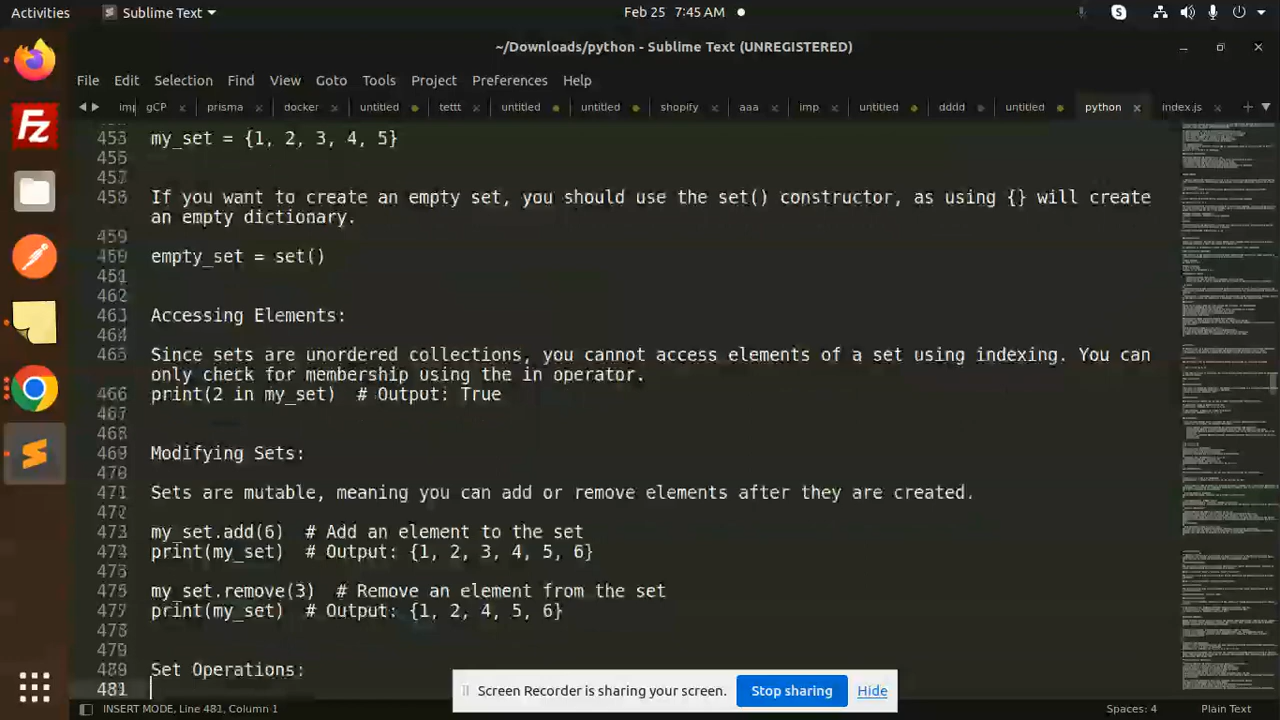 Activities
Sublime Text
Feb 25 7:45 AM
~/Downloads/python - Sublime Text (UNREGISTERED)
File Edit Selection Find View Goto Tools Project Preferences Help
gCP prisma docker untitled tettt untitled untitled shopify aaa imp untitled dddd untitled python index.js
455 my_set = {1, 2, 3, 4, 5}
456
457
458 If you want to create an empty set, you should use the set() constructor, as using {} will create
an empty dictionary.
459
460 empty_set = set()
461
462
463 Accessing Elements:
464
465 Since sets are unordered collections, you cannot access elements of a set using indexing. You can
only check for membership using the in operator.
466 print(2 in my_set)  # Output: True
467
468
469 Modifying Sets:
470
471 Sets are mutable, meaning you can add or remove elements after they are created.
472
473 my_set.add(6)  # Add an element to the set
474 print(my_set)  # Output: {1, 2, 3, 4, 5, 6}
475
476 my_set.remove(3)  # Remove an element from the set
477 print(my_set)  # Output: {1, 2, 4, 5, 6}
478
479
480 Set Operations:
481
Screen Recorder is sharing your screen. Stop sharing Hide
INSERT MODE, Line 481, Column 1
Spaces: 4
Plain Text